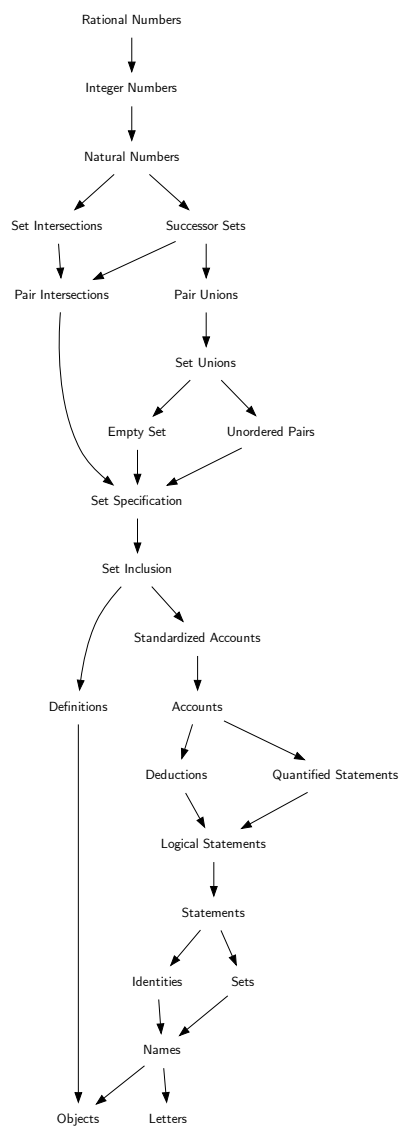 Rational Numbers
Integer Numbers
Natural Numbers
Set Intersections
Successor Sets
Pair Intersections
Pair Unions
Set Unions
Empty Set
Unordered Pairs
Set Specification
Set Inclusion
Standardized Accounts
Definitions
Accounts
Deductions
Quantified Statements
Logical Statements
Statements
Identities
Sets
Names
Objects
Letters